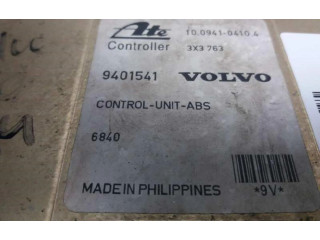 Ate 10.0941-0410.4
Controller 3X3 763
9401541 VOLVO
CONTROL-UNIT-ABS
6840
MADE IN PHILIPPINES *9V*